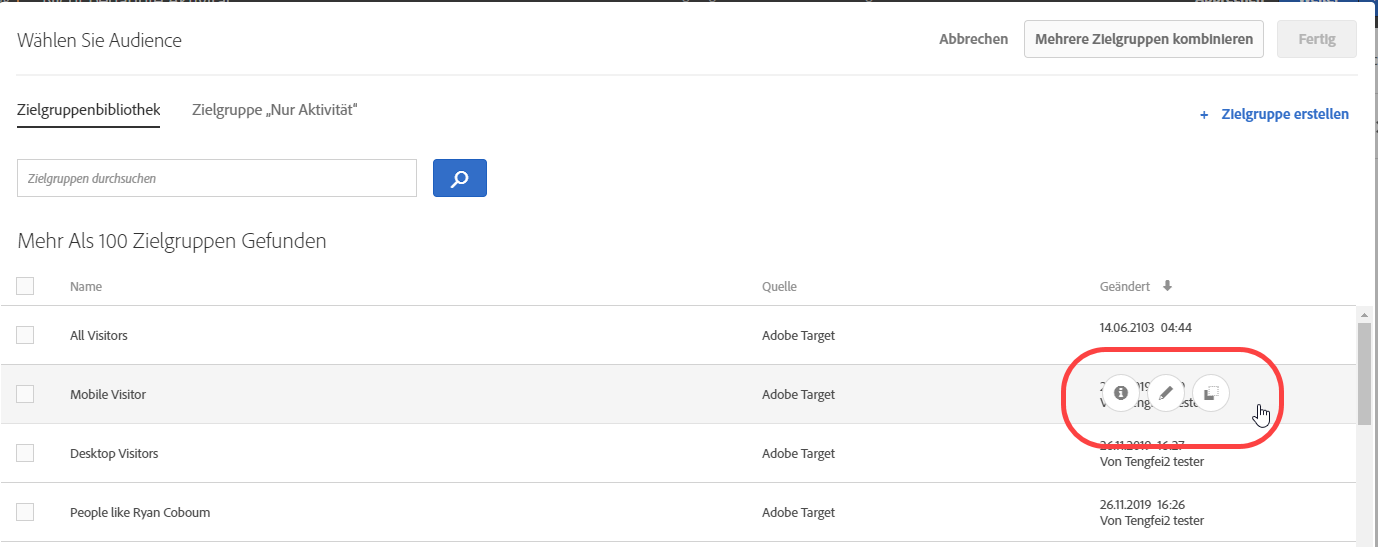 Wählen Sie Audience
Abbrechen
Mehrere Zielgruppen kombinieren
Fertig
Zielgruppenbibliothek
Zielgruppe „Nur Aktivität“
+ Zielgruppe erstellen
Zielgruppen durchsuchen
Mehr Als 100 Zielgruppen Gefunden
Name Quelle Geändert
All Visitors Adobe Target 14.06.2103 04:44
Mobile Visitor Adobe Target
Desktop Visitors Adobe Target 26.11.2019 16:27
Von Tengfei2 tester
People like Ryan Coboum Adobe Target 26.11.2019 16:26
Von Tengfei2 tester